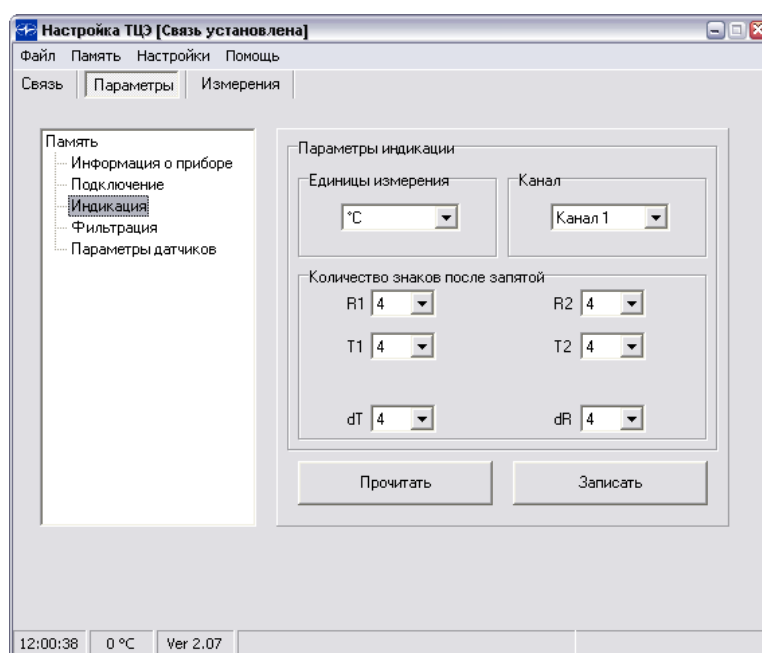 Настройка ТЦЭ [Связь установлена]
Файл Память Настройки Помощь
Связь Параметры Измерения
Память
Информация о приборе
Подключение
Индикация
Фильтрация
Параметры датчиков
Параметры индикации
Единицы измерения Канал
°C Канал 1
Количество знаков после запятой
R1 4 R2 4
T1 4 T2 4
dT 4 dR 4
Прочитать Записать
12:00:38 0 °C Ver 2.07